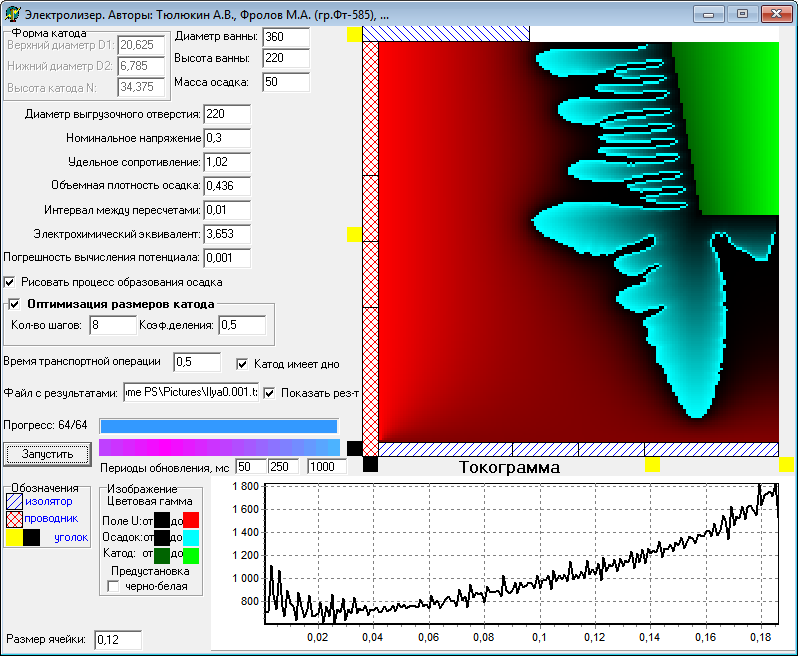 Электролизер. Авторы: Тюлюкин А.В., Фролов М.А. (гр.Фт-585), ...
Форма катода
Верхний диаметр D1: 20,625
Нижний диаметр D2: 6,785
Высота катода N: 34,375
Диаметр ванны: 360
Высота ванны: 220
Масса осадка: 50
Диаметр выгрузочного отверстия: 220
Номинальное напряжение 0,3
Удельное сопротивление: 1,02
Объемная плотность осадка: 0,436
Интервал между пересчетами: 0,01
Электрохимический эквивалент: 3,653
Погрешность вычисления потенциала: 0,001
Рисовать процесс образования осадка
Оптимизация размеров катода
Кол-во шагов: 8 Коэф.деления: 0,5
Время транспортной операции 0,5
Катод имеет дно
Файл с результатами: ome PS\Pictures\Ilya0.001.t:
Показать рез-т
Прогресс: 64/64
Запустить
Периоды обновления, мс 50 250 1000
Обозначения
изолятор
проводник
уголок
Изображение
Цветовая гамма
Поле U: от до
Осадок: от до
Катод: от до
Предустановка
черно-белая
Размер ячейки: 0,12
Токограмма
1 800
1 600
1 400
1 200
1 000
800
0,02 0,04 0,06 0,08 0,1 0,12 0,14 0,16 0,18